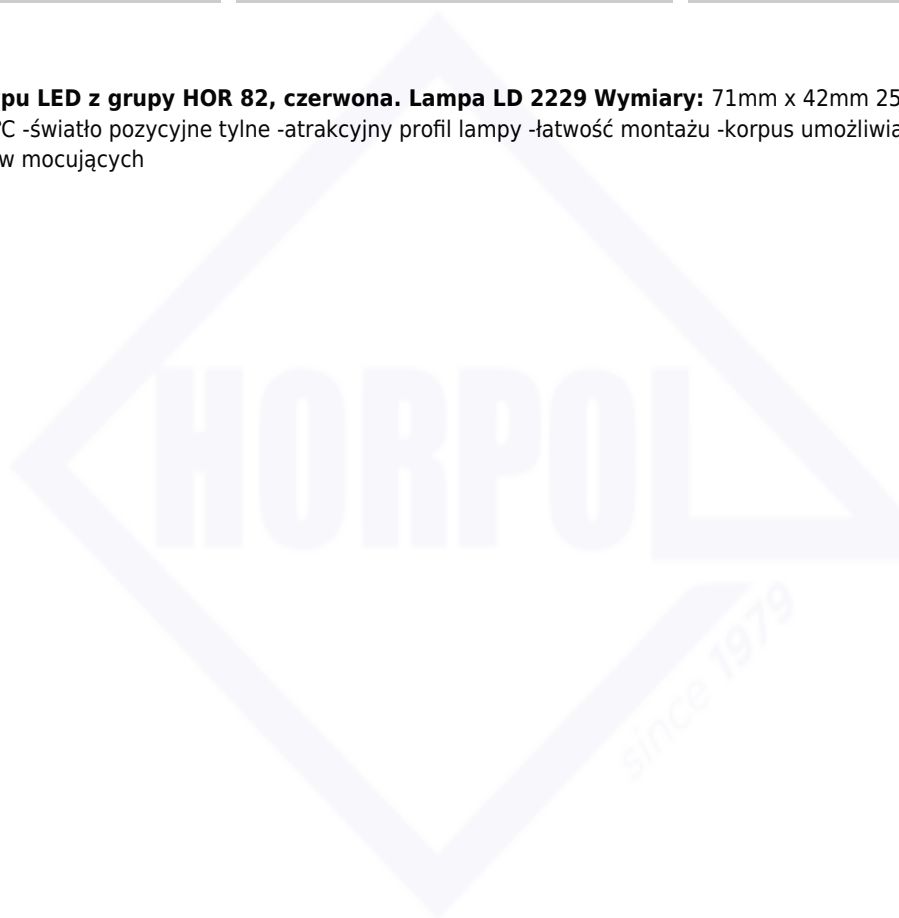 pu LED z grupy HOR 82, czerwona. Lampa LD 2229 Wymiary: 71mm x 42mm 25
°C -światło pozycyjne tylne -atrakcyjny profil lampy -łatwość montażu -korpus umożliwia
w mocujących
HORPOL
since 1979